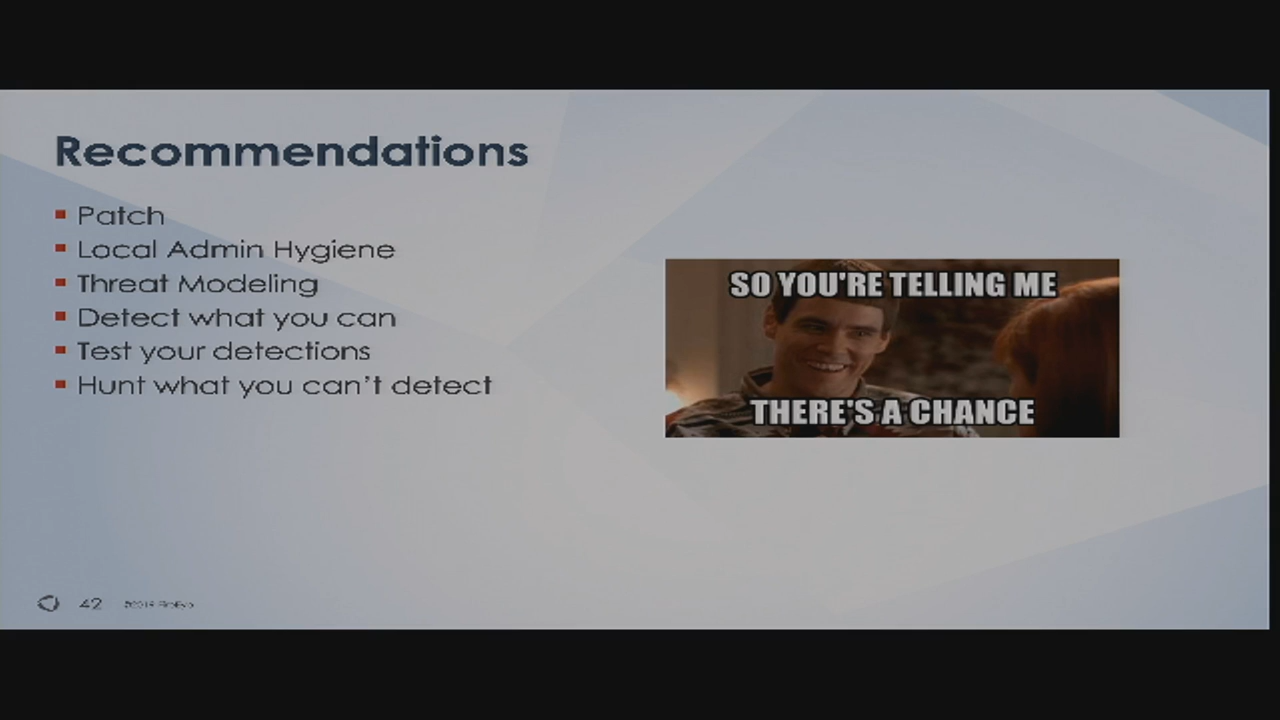 Recommendations
Patch
Local Admin Hygiene
Threat Modeling
Detect what you can
Test your detections
Hunt what you can't detect
SO YOU'RE TELLING ME
THERE'S A CHANCE
42